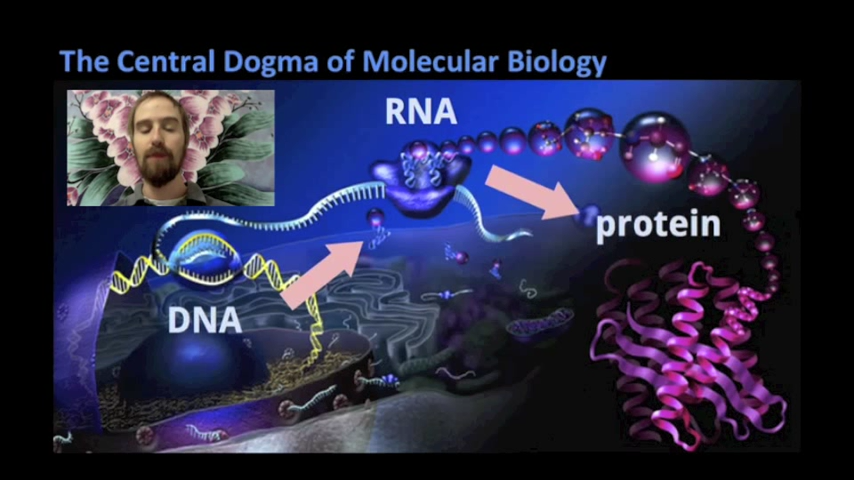 The Central Dogma of Molecular Biology
RNA
protein
DNA